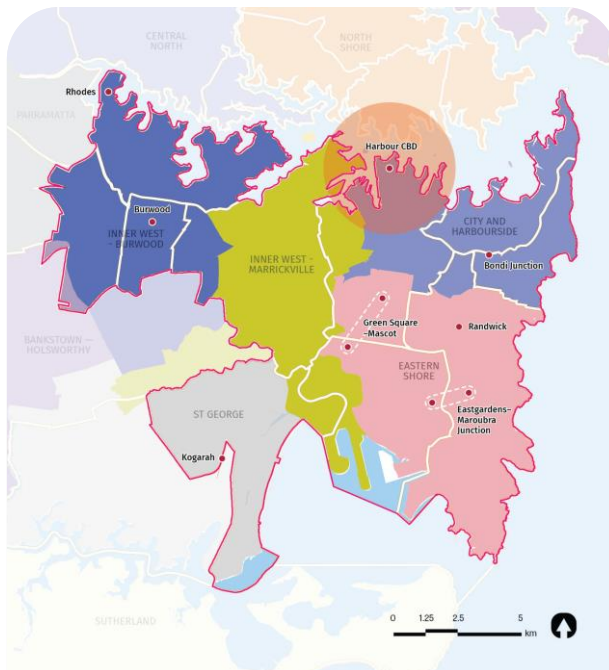 CENTRAL
NORTH
NORTH
SHORE
Rhodes
PARRAMATTA
Harbour CBD
Burwood
INNER WEST
– BURWOOD
CITY AND
HARBOURSIDE
INNER WEST -
MARRICKVILLE
Bondi Junction
Green Square
–Mascot
Randwick
BANKSTOWN –
HOLSWORTHY
EASTERN
SHORE
Eastgardens–
Maroubra
Junction
ST GEORGE
Kogarah
SUTHERLAND
0 1.25 2.5 5
km